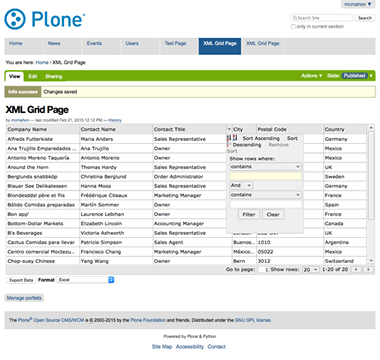 mcmahon
Plone®
Search Site
Search
only in current section
Home News Events Users Test Page XML Grid Page XML Grid Page
You are here: Home / XML Grid Page
View Edit Sharing Actions State: Published
Info success Changes saved
XML Grid Page
by mcmahon — last modified Feb 21, 2015 12:12 PM — History
Company Name Contact Name Contact Title City Postal Code Country
Alfreds Futterkiste Maria Anders Sales Representative Germany
Ana Trujillo Emparedados ... Ana Trujillo Owner Mexico
Antonio Moreno Taquería Antonio Moreno Owner Mexico
Around the Horn Thomas Hardy Sales Representative UK
Berglunds snabbköp Christina Berglund Order Administrator Sweden
Blauer See Delikatessen Hanna Moos Sales Representative Germany
Blondesddsl père et fils Frédérique Citeaux Marketing Manager France
Bólido Comidas preparadas Martín Sommer Owner Spain
Bon app' Laurence Lebihan Owner France
Bottom-Dollar Markets Elizabeth Lincoln Accounting Manager Canada
B's Beverages Victoria Ashworth Sales Representative UK
Cactus Comidas para llevar Patricio Simpson Sales Agent Buenos... 1010 Argentina
Centro comercial Moctezu... Francisco Chang Marketing Manager México... 05022 Mexico
Chop-suey Chinese Yang Wang Owner Bern 3012 Switzerland
Sort Ascending Sort
Descending Remove
Sort
Show rows where:
contains
And
contains
Filter Clear
Go to page: 1 Show rows: 20 1-20 of 20
Export Data Format Excel
Manage portlets
The Plone® Open Source CMS/WCM is © 2000-2015 by the Plone Foundation and friends. Distributed under the GNU GPL license.
Powered by Plone & Python
Site Map Accessibility Contact